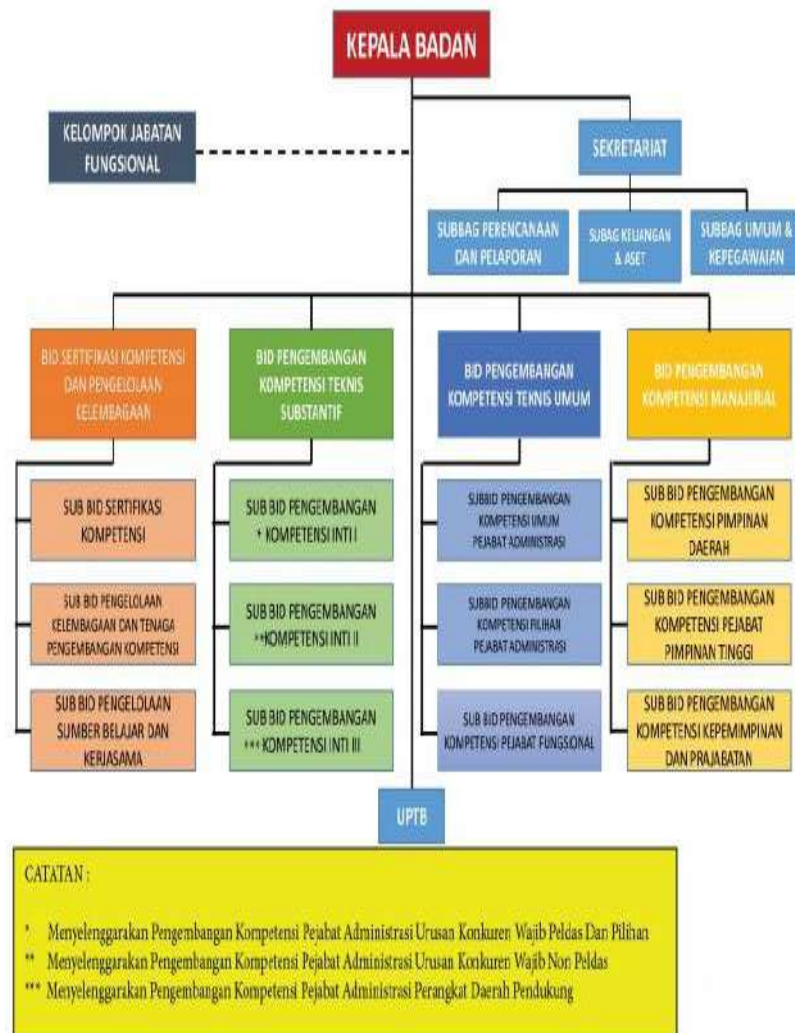 KEPALA BADAN
KELOMPOK JABATAN
FUNGSIONAL
SEKRETARIAT
SUBBAG PERENCANAAN
DAN PELAPORAN
SUBAG KEUANGAN
& ASET
SUBBAG UMUM &
KEPEGAWAIAN
BID SERTIFIKASI KOMPETENSI
DAN PENGELOLAAN
KELEMBAGAAN
SUB BID SERTIFIKASI
KOMPETENSI
SUB BID PENGELOLAAN
KELEMBAGAAN DAN TENAGA
PENGEMBANGAN KOMPETENSI
SUB BID PENGELOLAAN
SUMBER BELAJAR DAN
KERJASAMA
BID PENGEMBANGAN
KOMPETENSI TEKNIS
SUBSTANTIF
SUB BID PENGEMBANGAN
* KOMPETENSI INTI I
SUB BID PENGEMBANGAN
**KOMPETENSI INTI II
SUB BID PENGEMBANGAN
*** KOMPETENSI INTI III
BID PENGEMBANGAN
KOMPETENSI TEKNIS UMUM
SUBBID PENGEMBANGAN
KOMPETENSI UMUM
PEJABAT ADMINISTRASI
SUBBID PENGEMBANGAN
KOMPETENSI PILIHAN
PEJABAT ADMINISTRASI
SUB BID PENGEMBANGAN
KOMPETENSI PEJABAT FUNGSIONAL
BID PENGEMBANGAN
KOMPETENSI MANAJERIAL
SUB BID PENGEMBANGAN
KOMPETENSI PIMPINAN
DAERAH
SUB BID PENGEMBANGAN
KOMPETENSI PEJABAT
PIMPINAN TINGGI
SUB BID PENGEMBANGAN
KOMPETENSI KEPEMIMPINAN
DAN PRAJABATAN
UPTB
CATATAN :
* Menyelenggarakan Pengembangan Kompetensi Pejabat Administrasi Urusan Konkuren Wajib Peldas Dan Pilihan
** Menyelenggarakan Pengembangan Kompetensi Pejabat Administrasi Urusan Konkuren Wajib Non Peldas
*** Menyelenggarakan Pengembangan Kompetensi Pejabat Administrasi Perangkat Daerah Pendukung